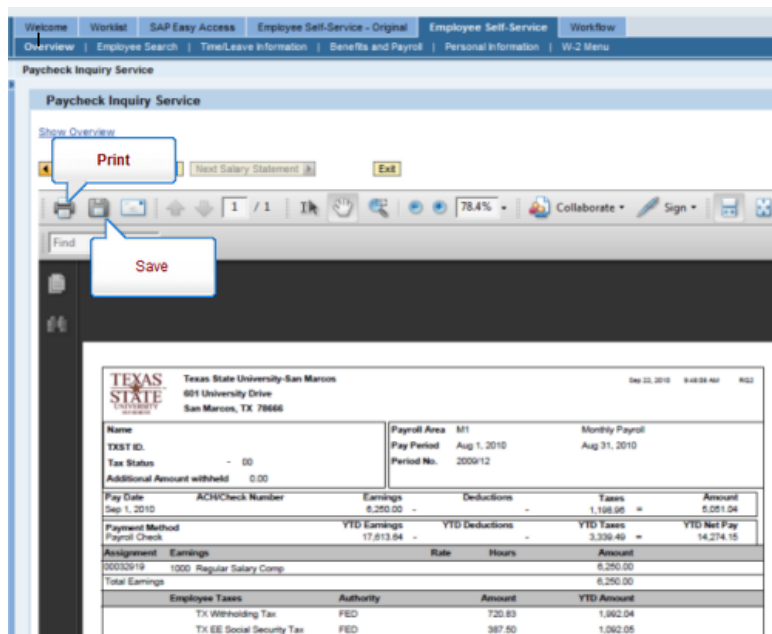 Welcome Worklist SAP Easy Access Employee Self-Service - Original Employee Self-Service Workflow
Overview | Employee Search | Time/Leave Information | Benefits and Payroll | Personal Information | W-2 Menu
Paycheck Inquiry Service
Paycheck Inquiry Service
Show Overview
Print
Next Salary Statement Exit
1 / 1 78.4% Collaborate Sign
Find
Save
TEXAS STATE UNIVERSITY
Texas State University-San Marcos Sep 22, 2010
601 University Drive
San Marcos, TX 78666
Name Payroll Area M1 Monthly Payroll
TXST ID. Pay Period Aug 1, 2010 Aug 31, 2010
Tax Status - 00 Period No. 2009/12
Additional Amount withheld 0.00
Pay Date ACH/Check Number Earnings Deductions Taxes Amount
Sep 1, 2010 6,250.00 - - 1,198.96 = 5,051.04
Payment Method YTD Earnings YTD Deductions YTD Taxes YTD Net Pay
Payroll Check 17,613.64 - - 3,339.49 = 14,274.15
Assignment Earnings Rate Hours Amount
00032919 1000 Regular Salary Comp 6,250.00
Total Earnings 6,250.00
Employee Taxes Authority Amount YTD Amount
TX Withholding Tax FED 720.83 1,992.04
TX EE Social Security Tax FED 387.50 1,092.05